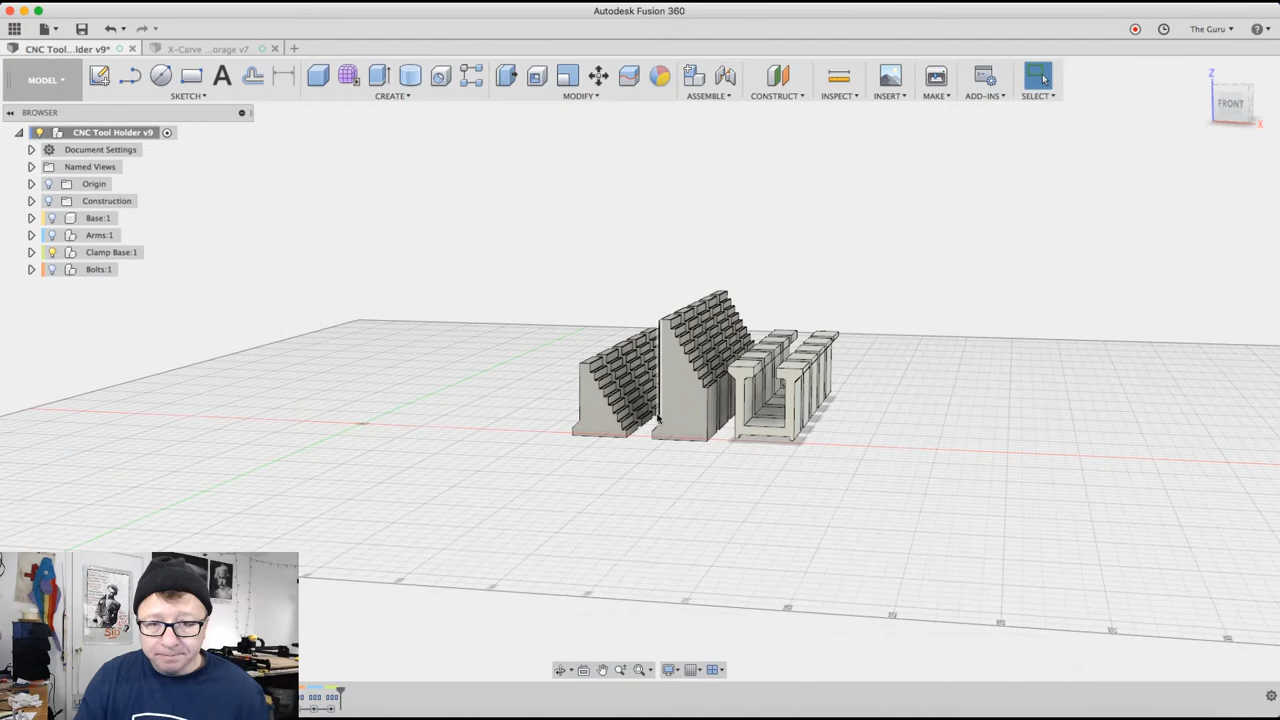 Autodesk Fusion 360
The Guru
CNC Tool...lder v9*
X-Carve ...orage v7
MODEL
SKETCH
CREATE
MODIFY
ASSEMBLE
CONSTRUCT
INSPECT
INSERT
MAKE
ADD-INS
SELECT
Z
FRONT
X
BROWSER
CNC Tool Holder v9
Document Settings
Named Views
Origin
Construction
Base:1
Arms:1
Clamp Base:1
Bolts:1